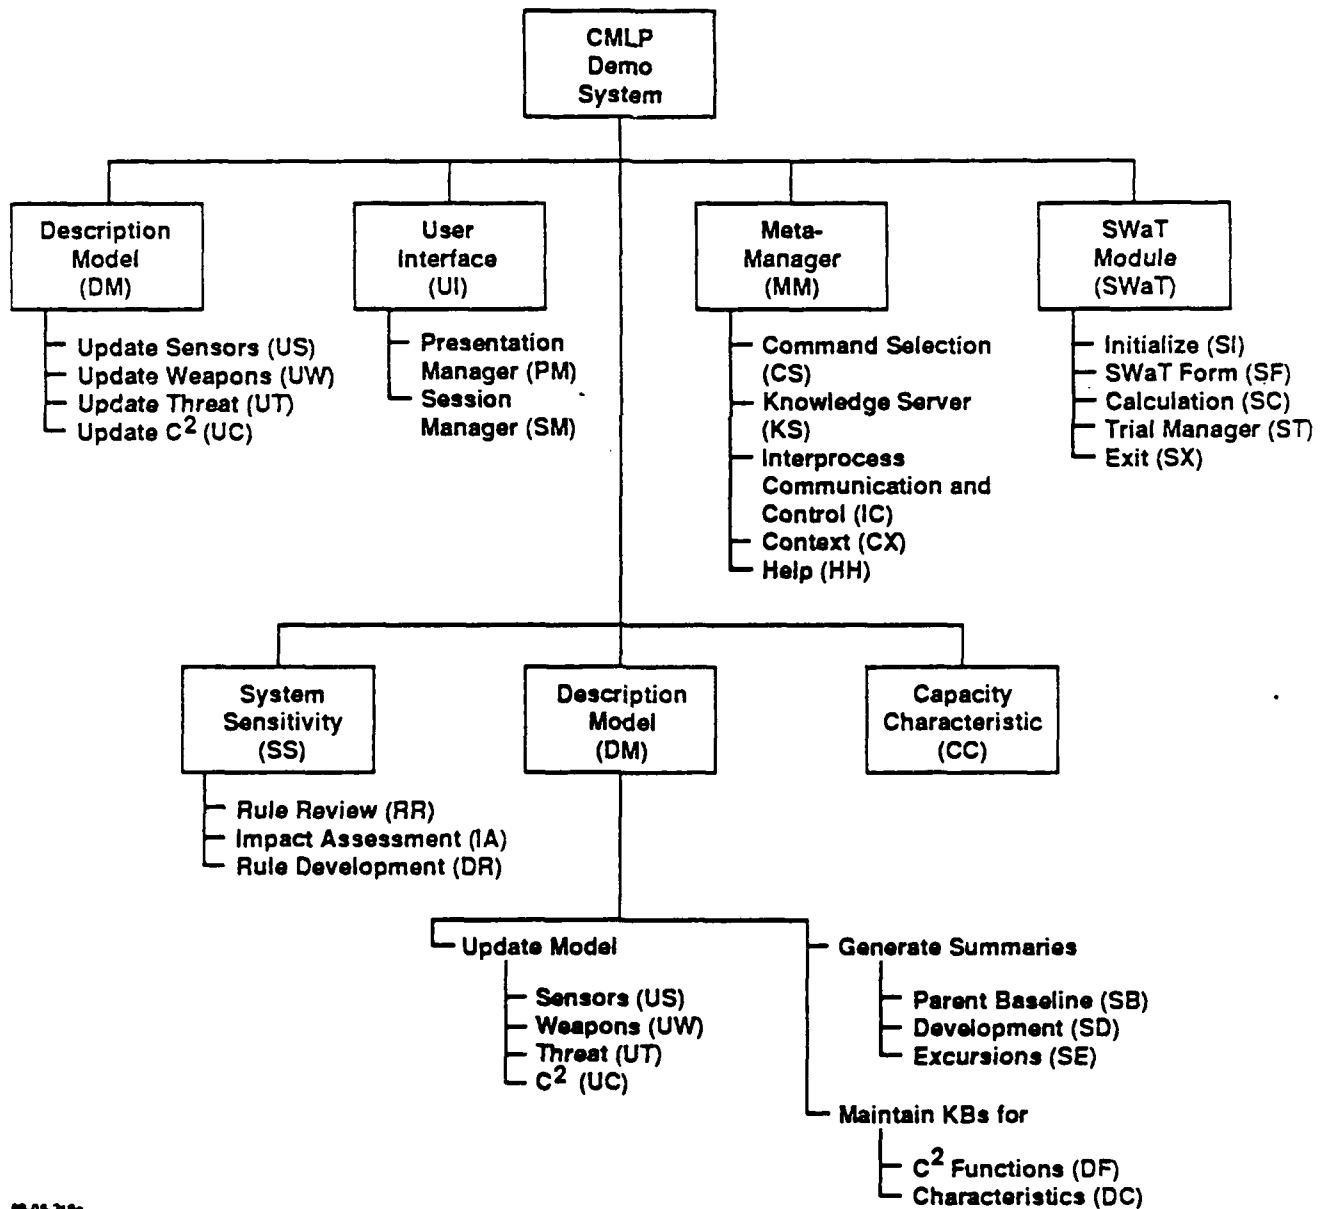 CMLP
Demo
System
Description
Model
(DM)
Update Sensors (US)
Update Weapons (UW)
Update Threat (UT)
Update C² (UC)
User
Interface
(UI)
Presentation
Manager (PM)
Session
Manager (SM)
Meta-
Manager
(MM)
Command Selection
(CS)
Knowledge Server
(KS)
Interprocess
Communication and
Control (IC)
Context (CX)
Help (HH)
SWaT
Module
(SWaT)
Initialize (SI)
SWaT Form (SF)
Calculation (SC)
Trial Manager (ST)
Exit (SX)
System
Sensitivity
(SS)
Rule Review (RR)
Impact Assessment (IA)
Rule Development (DR)
Description
Model
(DM)
Capacity
Characteristic
(CC)
Update Model
Sensors (US)
Weapons (UW)
Threat (UT)
C² (UC)
Generate Summaries
Parent Baseline (SB)
Development (SD)
Excursions (SE)
Maintain KBs for
C² Functions (DF)
Characteristics (DC)